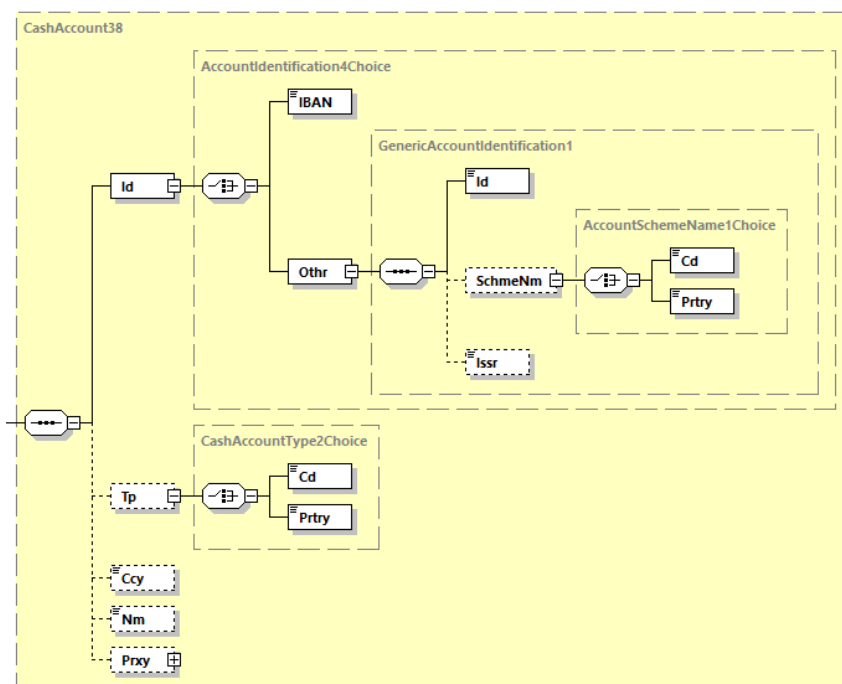 CashAccount38
AccountIdentification4Choice
IBAN
GenericAccountIdentification1
Id
Id
AccountSchemeName1Choice
Cd
Othr
SchmeNm
Prtry
Issr
CashAccountType2Choice
Cd
Tp
Prtry
Ccy
Nm
Prxy